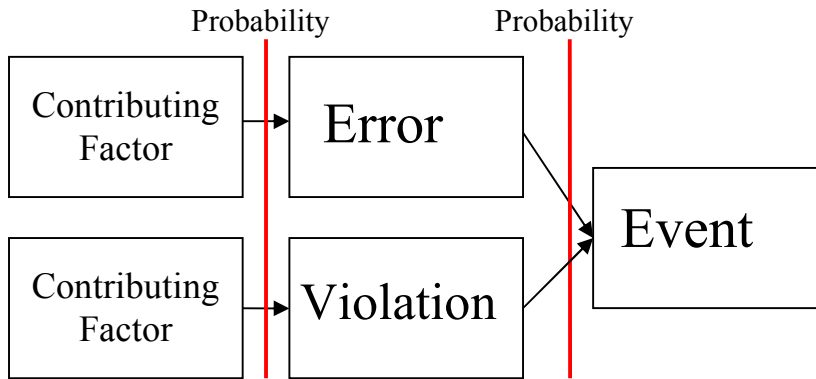 Probability
Probability
Contributing
Factor
Error
Event
Contributing
Factor
Violation